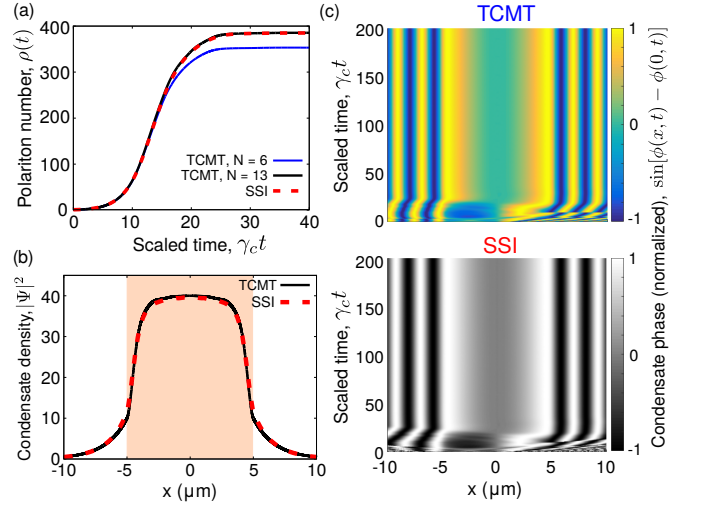 (a)
400
300
200
100
0
Polariton number, ρ(t)
TCMT, N = 6
TCMT, N = 13
SSI
0 10 20 30 40
Scaled time, γ_c t
(b)
40
30
20
10
0
Condensate density, |Ψ|²
TCMT
SSI
-10 -5 0 5 10
x (μm)
(c)
TCMT
200
150
100
50
0
Scaled time, γ_c t
1
0
-1
SSI
200
150
100
50
0
Scaled time, γ_c t
-10 -5 0 5 10
x (μm)
1
0
-1
Condensate phase (normalized), sin[ϕ(x, t) − ϕ(0, t)]